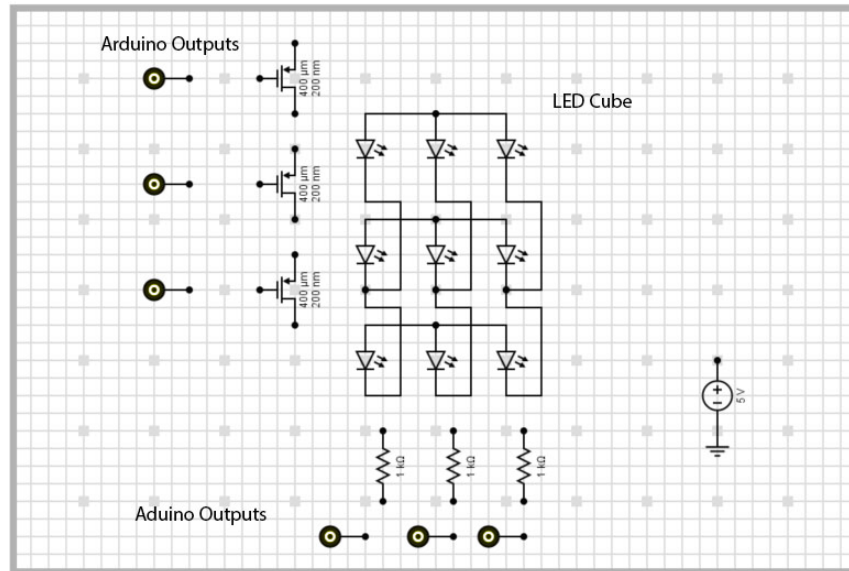 Arduino Outputs
400 μm
200 nm
LED Cube
400 μm
200 nm
400 μm
200 nm
5 V
1 kΩ
1 kΩ
1 kΩ
Aduino Outputs